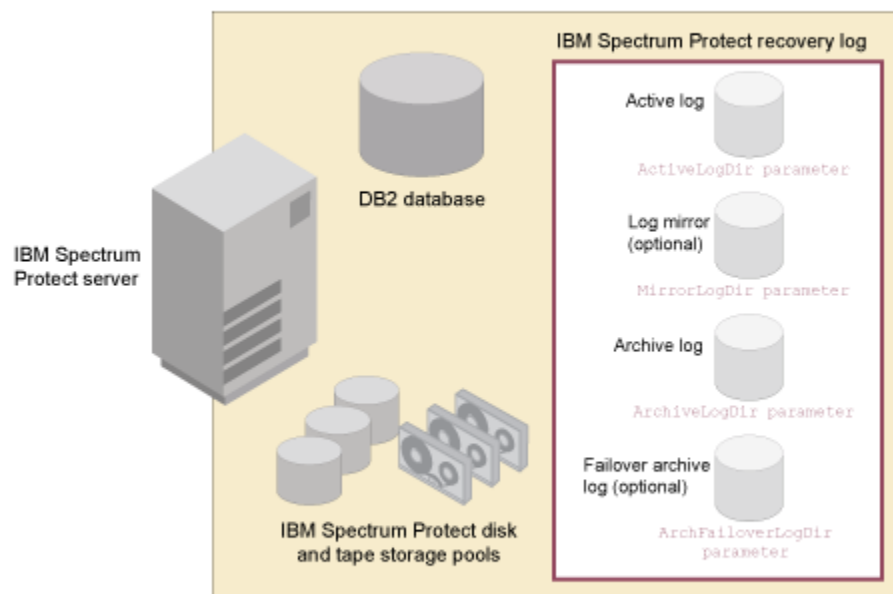 IBM Spectrum Protect recovery log
Active log
ActiveLogDir parameter
DB2 database
Log mirror
(optional)
MirrorLogDir parameter
IBM Spectrum
Protect server
Archive log
ArchiveLogDir parameter
Failover archive
log (optional)
ArchFailoverLogDir
parameter
IBM Spectrum Protect disk
and tape storage pools